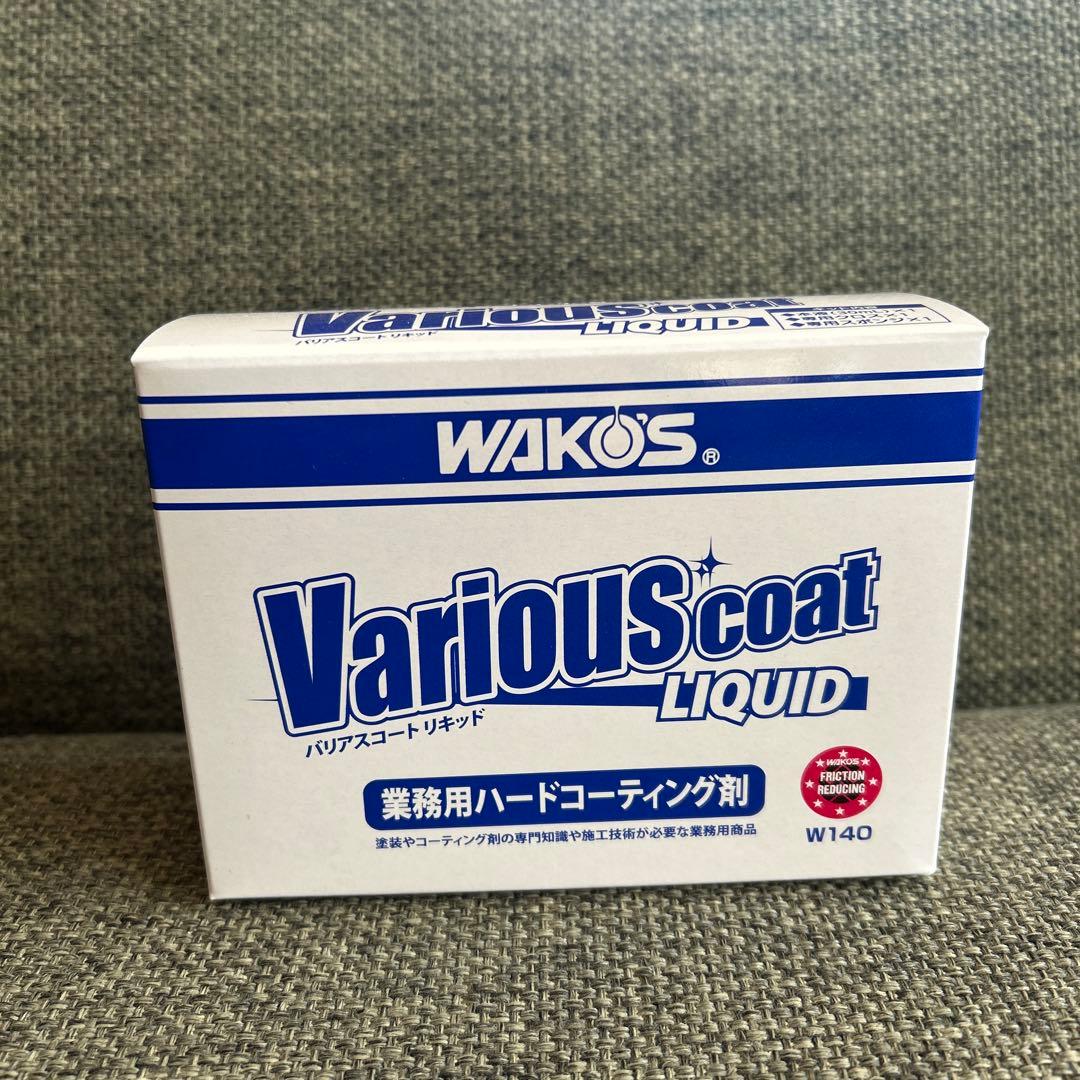 Various coat
LIQUID
バリアスコート リキッド
WAKO'S®
Various coat
LIQUID
バリアスコート リキッド
業務用ハードコーティング剤
塗装やコーティング剤の専門知識や施工技術が必要な業務用商品
WAKO'S
FRICTION
REDUCING
W140